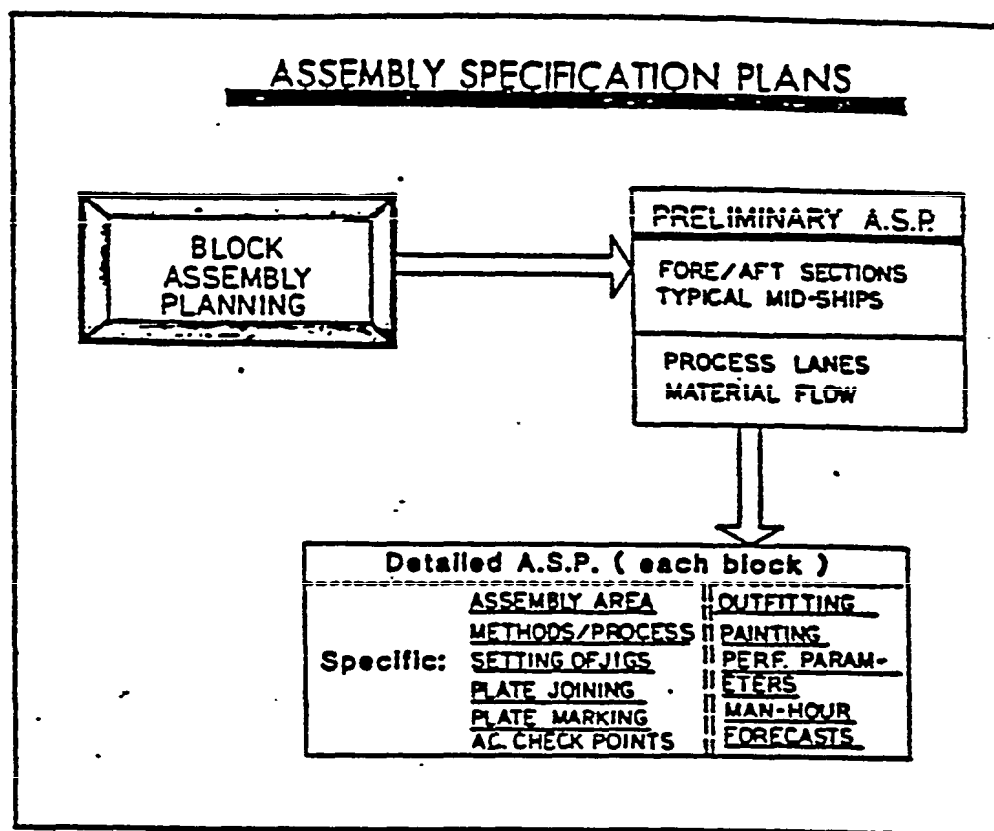 ASSEMBLY SPECIFICATION PLANS
BLOCK
ASSEMBLY
PLANNING
PRELIMINARY A.S.P.
FORE/AFT SECTIONS
TYPICAL MID-SHIPS
PROCESS LANES
MATERIAL FLOW
Detailed A.S.P. ( each block )
Specific:
ASSEMBLY AREA
METHODS/PROCESS
SETTING OF JIGS
PLATE JOINING
PLATE MARKING
A.C. CHECK POINTS
OUTFITTING
PAINTING
PERF. PARAM-
ETERS
MAN-HOUR
FORECASTS